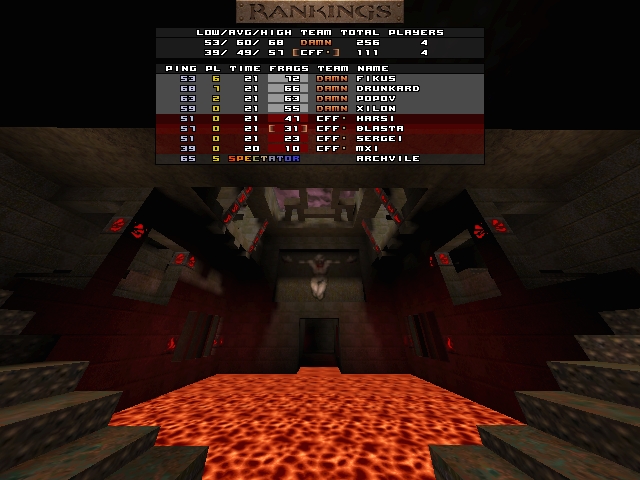 RANKINGS
LOW/AVG/HIGH TEAM TOTAL PLAYERS
53/ 60/ 68 DAMN 256 4
39/ 49/ 57 [CFF·] 111 4
PING PL TIME FRAGS TEAM NAME
53 6 21 72 DAMN FIKUS
68 7 21 66 DAMN DRUNKARD
63 2 21 63 DAMN POPOV
59 0 21 55 DAMN XILON
51 0 21 47 CFF· HARSI
57 0 21 [ 31] CFF· BLASTA
51 0 21 23 CFF· SERGEI
39 0 20 10 CFF· MXI
65 5 SPECTATOR ARCHVILE